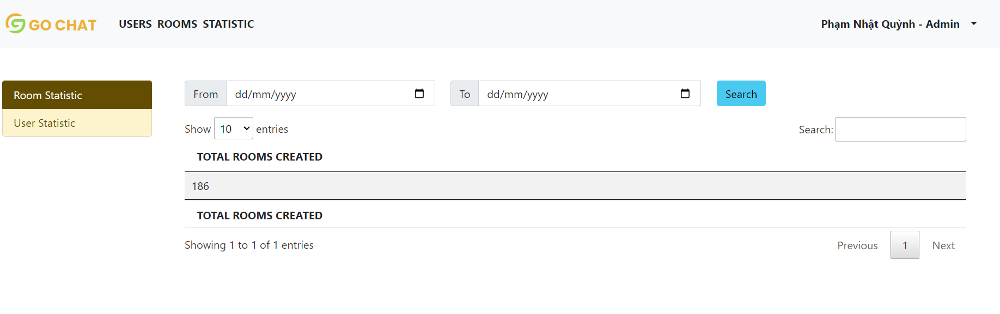 GO CHAT USERS ROOMS STATISTIC Phạm Nhật Quỳnh - Admin
Room Statistic
User Statistic
From dd/mm/yyyy To dd/mm/yyyy Search
Show 10 entries Search:
TOTAL ROOMS CREATED
186
TOTAL ROOMS CREATED
Showing 1 to 1 of 1 entries Previous 1 Next